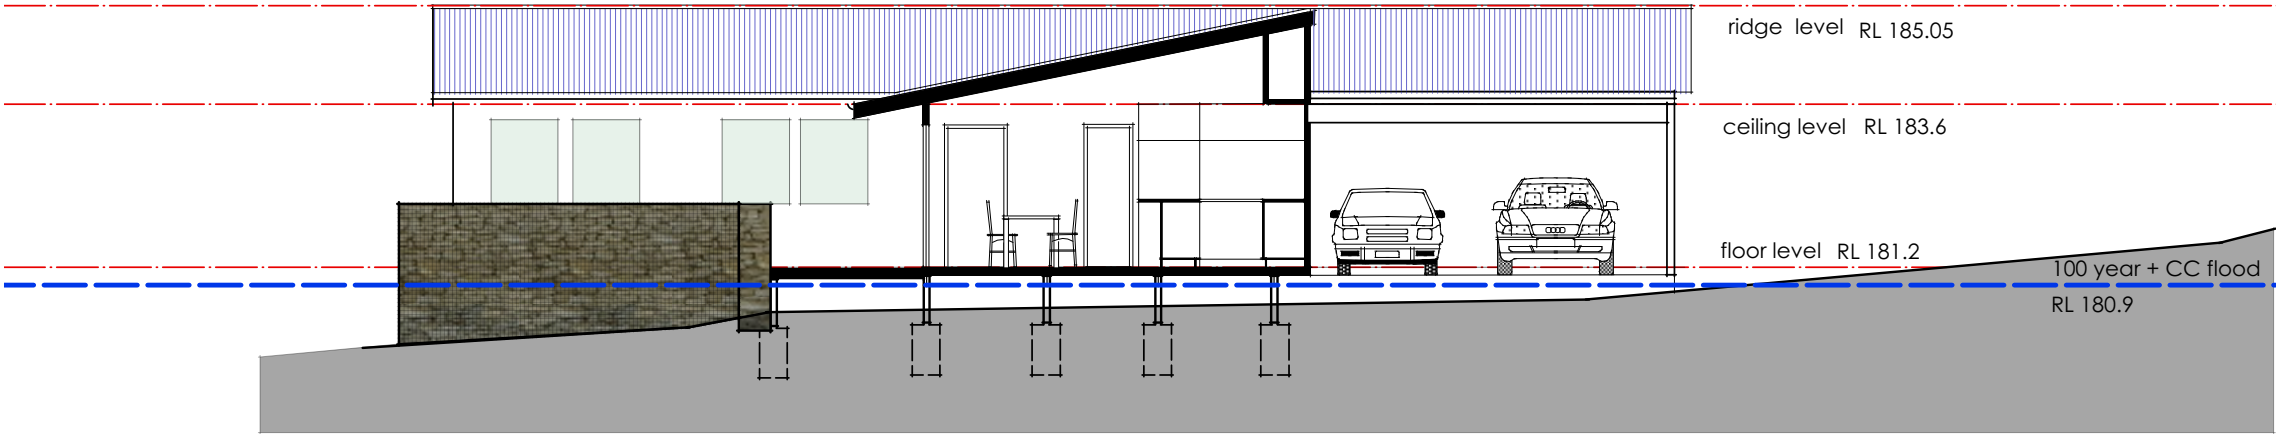 ridge level RL 185.05
ceiling level RL 183.6
floor level RL 181.2
100 year + CC flood
RL 180.9